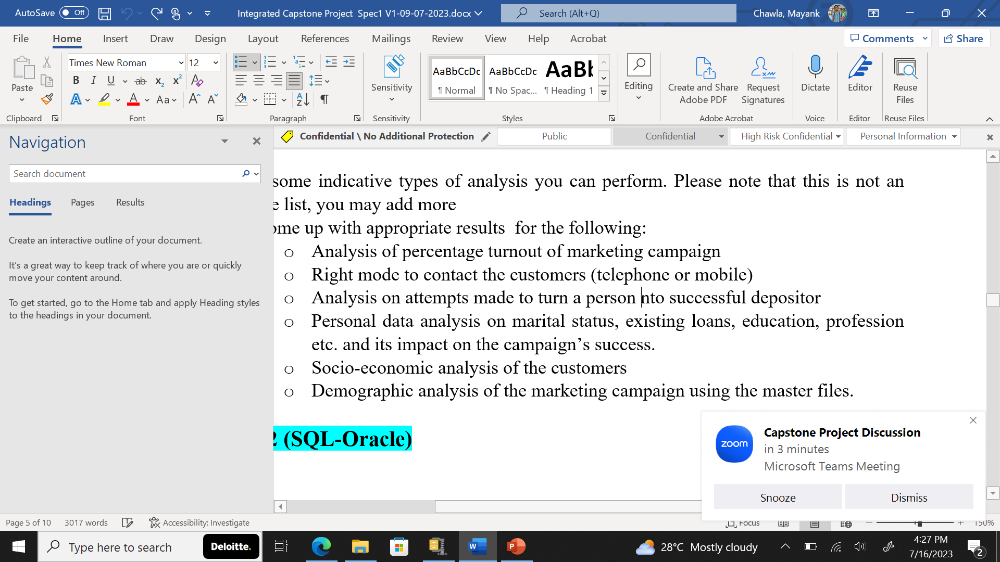 AutoSave Off Integrated Capstone Project Spec1 V1-09-07-2023.docx Search (Alt+Q) Chawla, Mayank
File Home Insert Draw Design Layout References Mailings Review View Help Acrobat Comments Share
Times New Roman 12
Paste
B I U ab x2 x2 A
A A Aa A A
AaBbCcDc AaBbCcDc AaBb
¶ Normal ¶ No Spac... ¶ Heading 1
Sensitivity
Editing
Create and Share Adobe PDF
Request Signatures
Dictate
Editor
Reuse Files
Clipboard Font Paragraph Sensitivity Styles Adobe Acrobat Voice Editor Reuse Files
Navigation
Search document
Headings Pages Results
Create an interactive outline of your document.
It's a great way to keep track of where you are or quickly
move your content around.
To get started, go to the Home tab and apply Heading styles
to the headings in your document.
Confidential \ No Additional Protection Public Confidential High Risk Confidential Personal Information
some indicative types of analysis you can perform. Please note that this is not an
e list, you may add more
ome up with appropriate results for the following:
o Analysis of percentage turnout of marketing campaign
o Right mode to contact the customers (telephone or mobile)
o Analysis on attempts made to turn a person nto successful depositor
o Personal data analysis on marital status, existing loans, education, profession
etc. and its impact on the campaign's success.
o Socio-economic analysis of the customers
o Demographic analysis of the marketing campaign using the master files.
2 (SQL-Oracle)
zoom
Capstone Project Discussion
in 3 minutes
Microsoft Teams Meeting
Snooze Dismiss
Page 5 of 10 3017 words Accessibility: Investigate Focus 150%
Type here to search Deloitte. 28°C Mostly cloudy 4:27 PM
7/16/2023 2